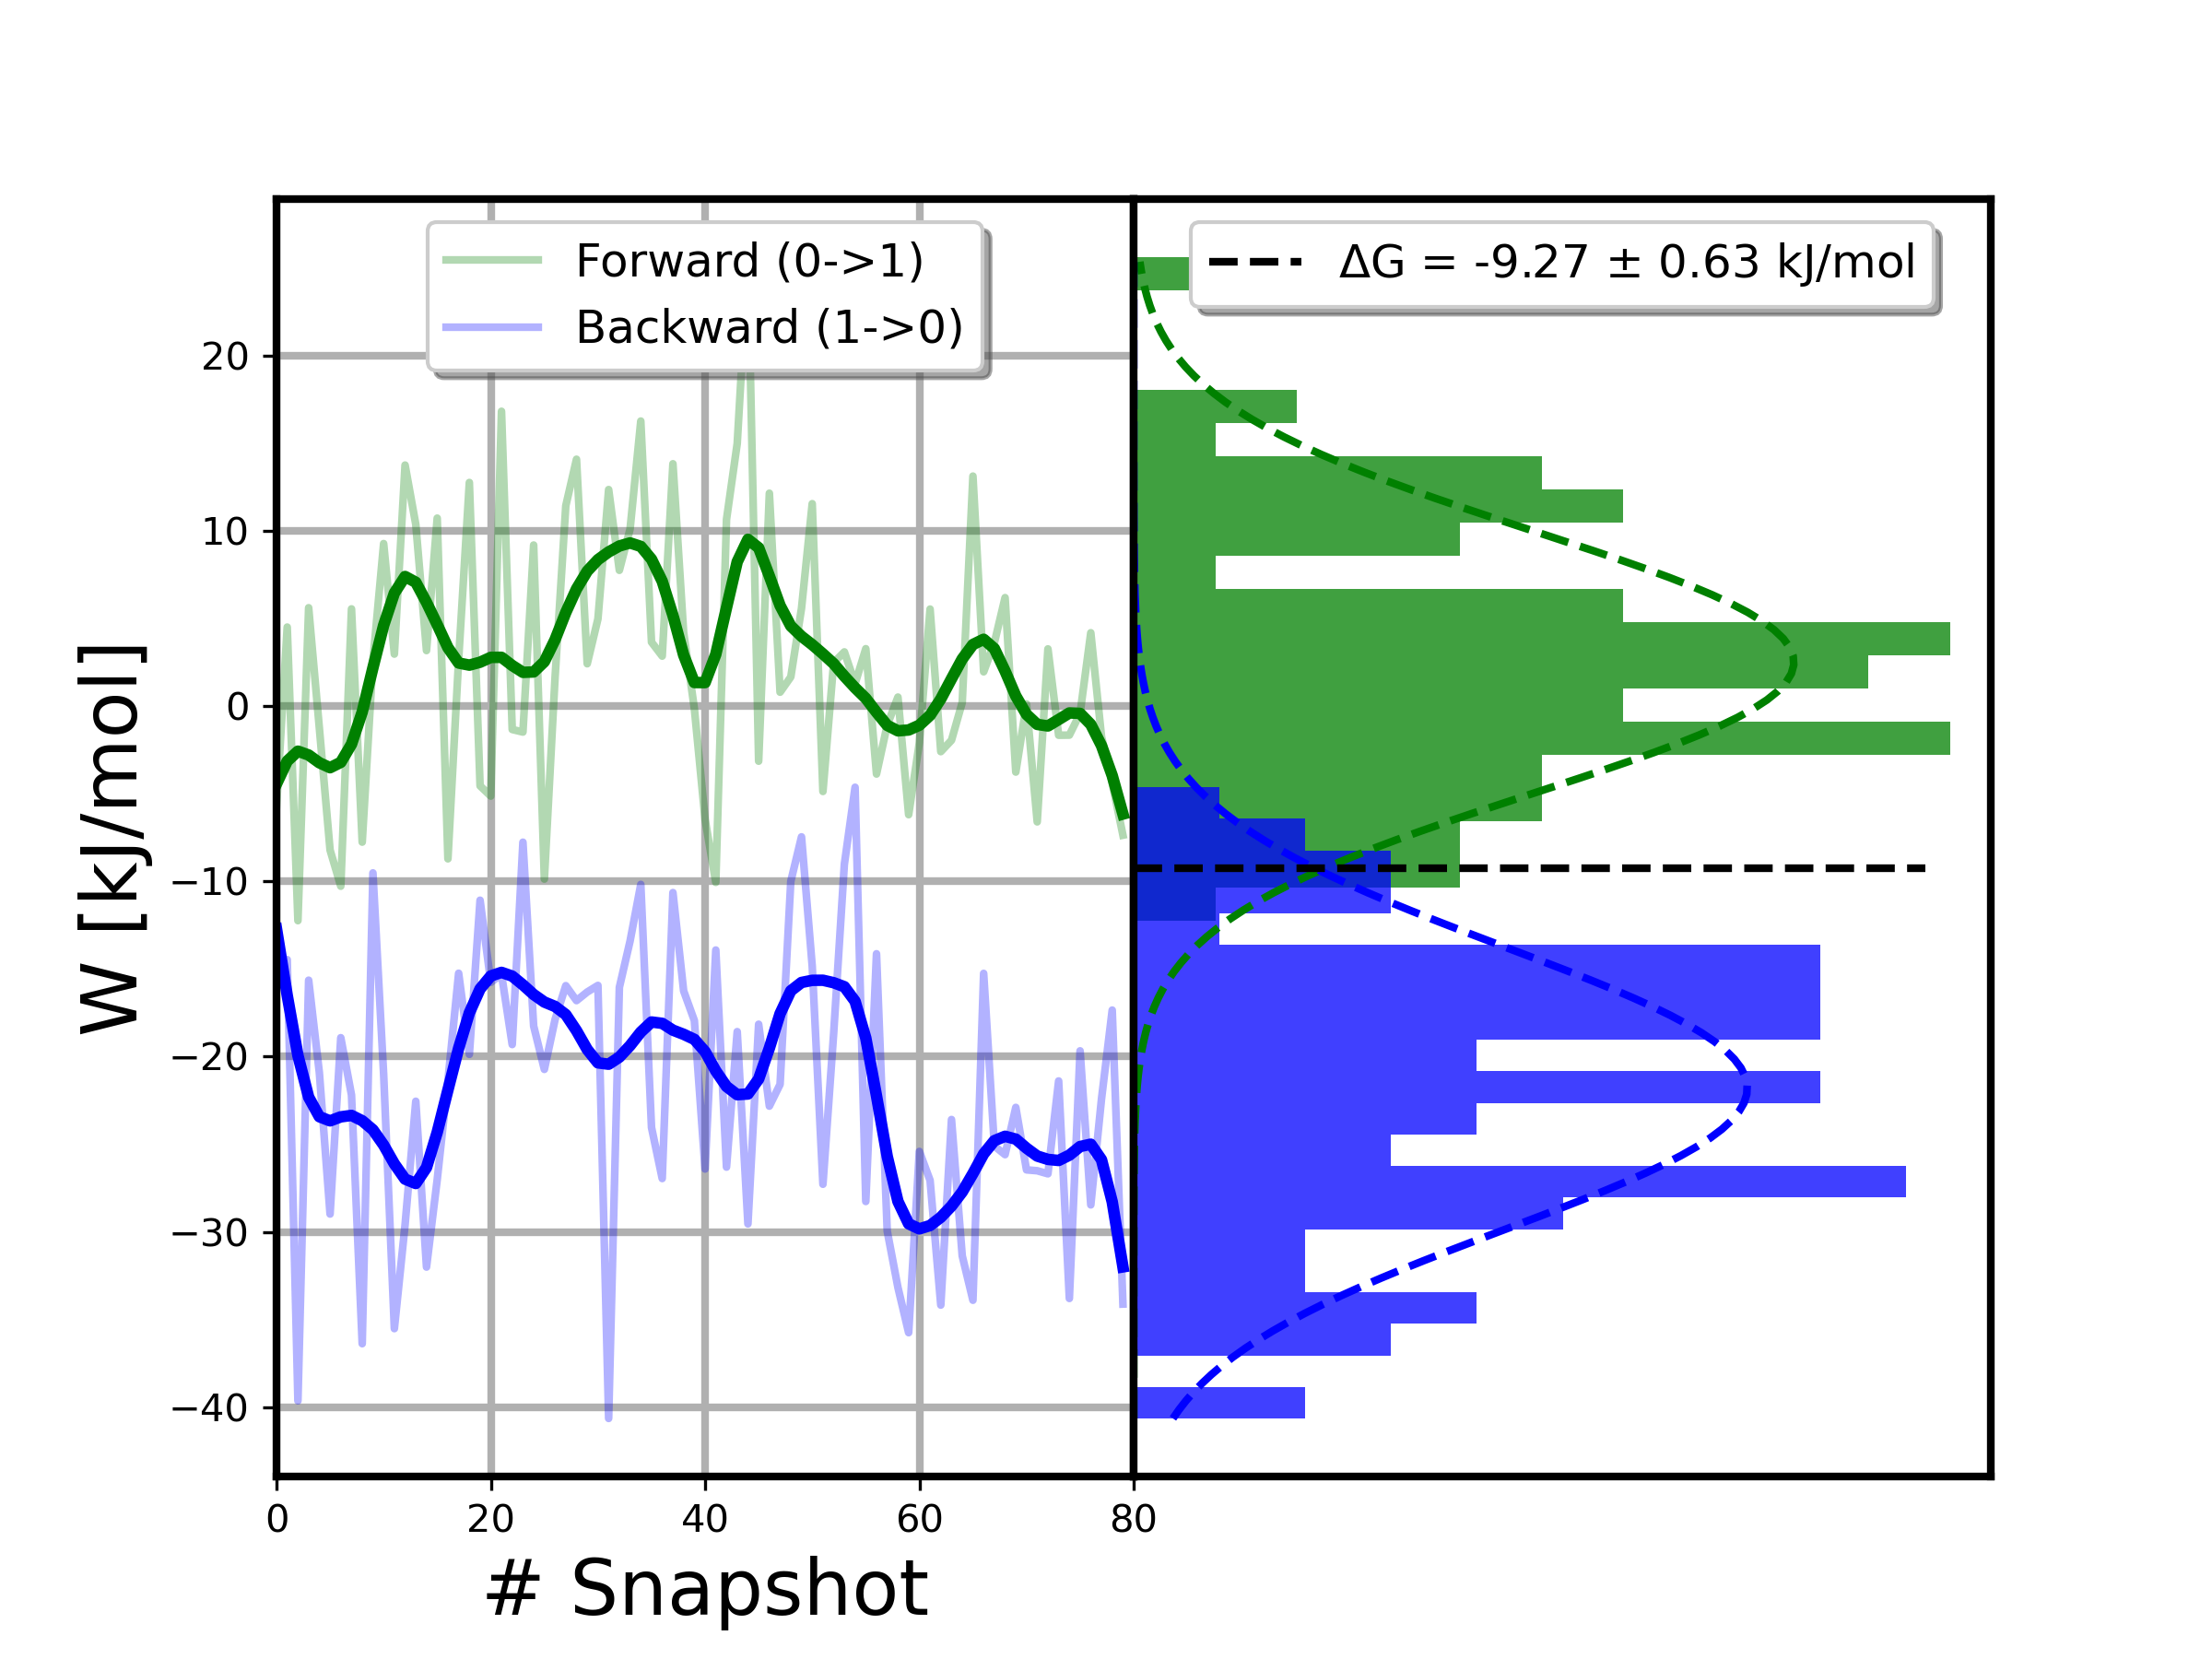 Forward (0->1)
Backward (1->0)
ΔG = -9.27 ± 0.63 kJ/mol
20
10
0
−10
−20
−30
−40
W [kJ/mol]
0 20 40 60 80
# Snapshot